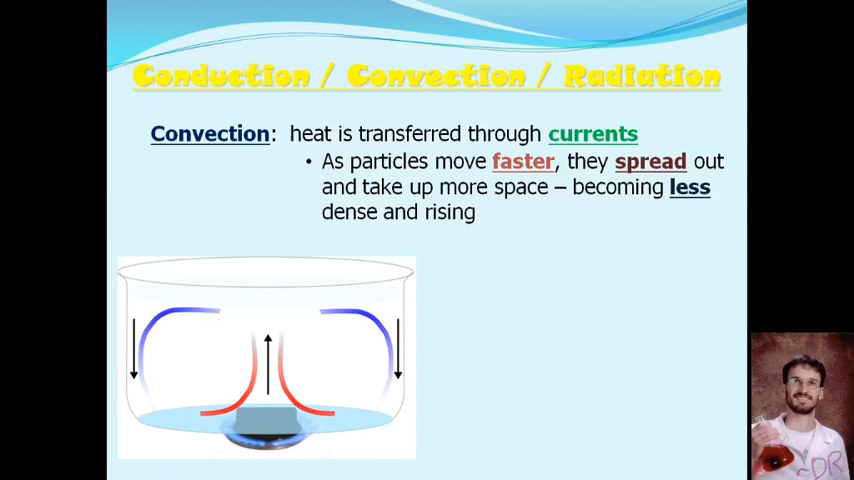 Conduction / Convection / Radiation
Convection: heat is transferred through currents
• As particles move faster, they spread out
and take up more space – becoming less
dense and rising
DR